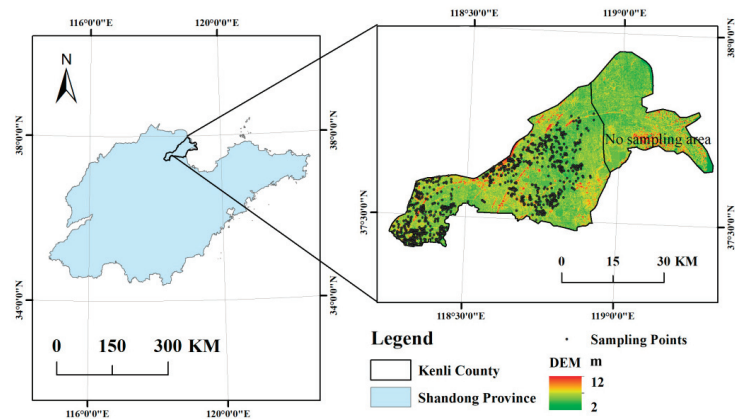 116°0'0"E 120°0'0"E
118°30'0"E 119°0'0"E
N
38°0'0"N
38°0'0"N
38°0'0"N
No sampling area
37°30'0"N
37°30'0"N
34°0'0"N
34°0'0"N
0 15 30 KM
118°30'0"E 119°0'0"E
0 150 300 KM
116°0'0"E 120°0'0"E
Legend
Kenli County
Shandong Province
Sampling Points
DEM m
12
2